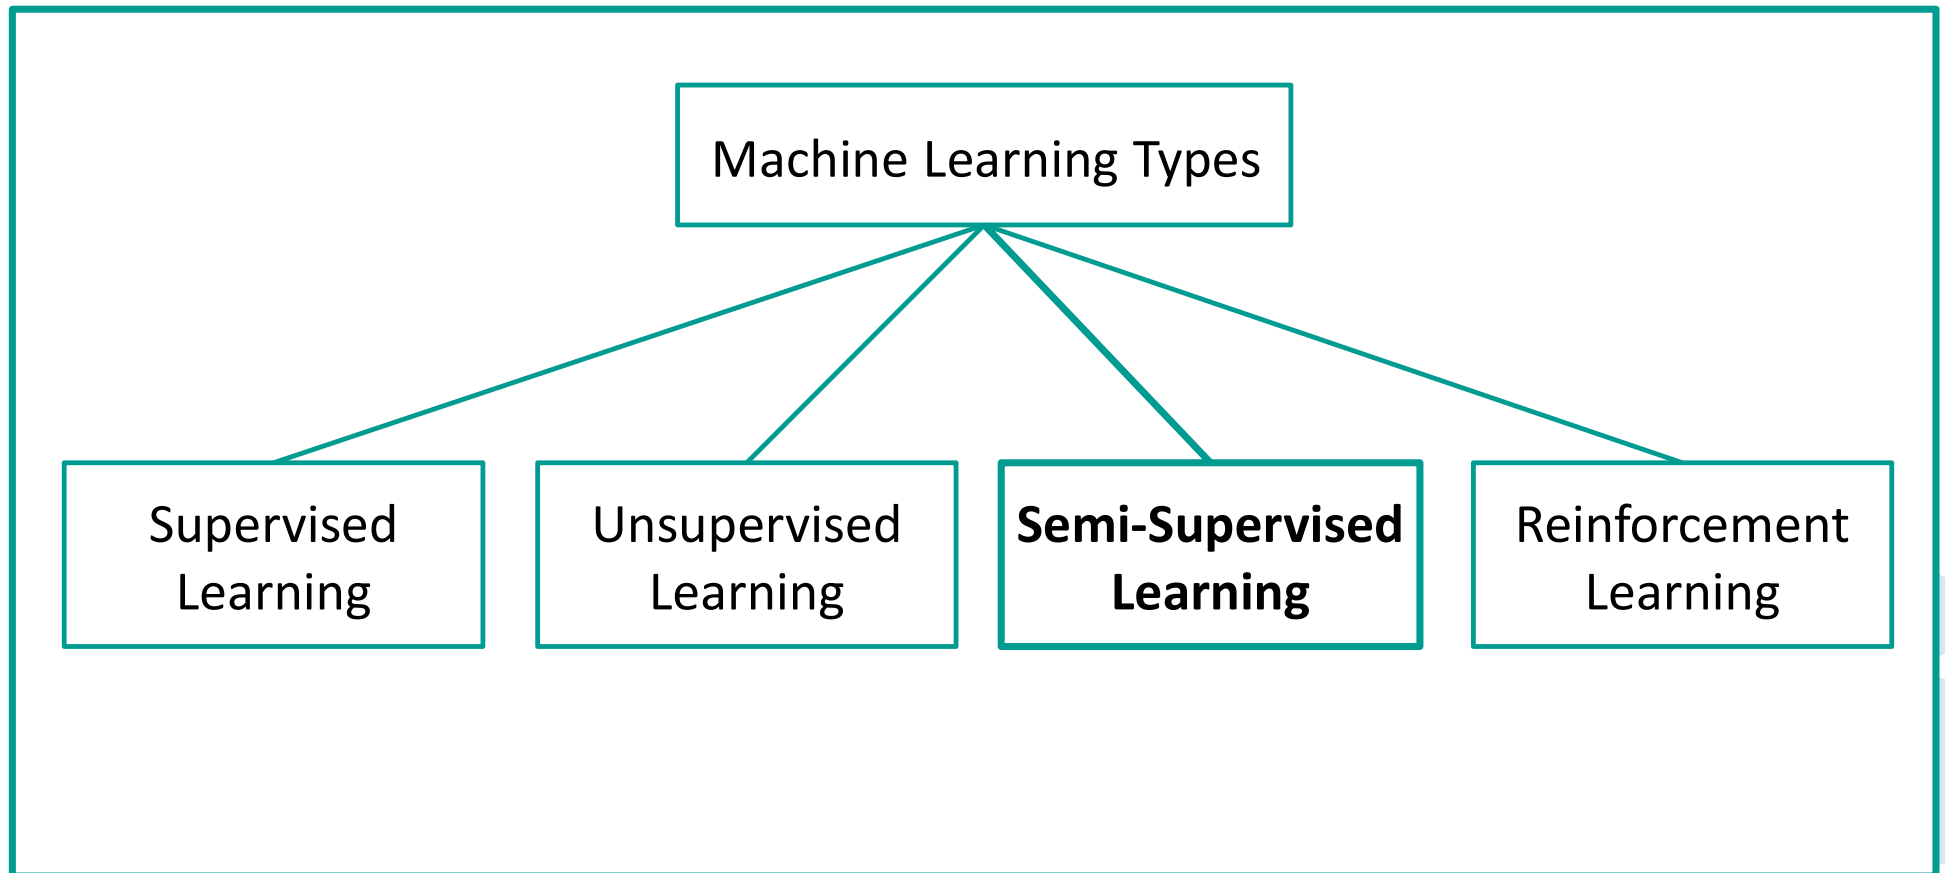 Machine Learning Types
Supervised
Learning
Unsupervised
Learning
Semi-Supervised
Learning
Reinforcement
Learning